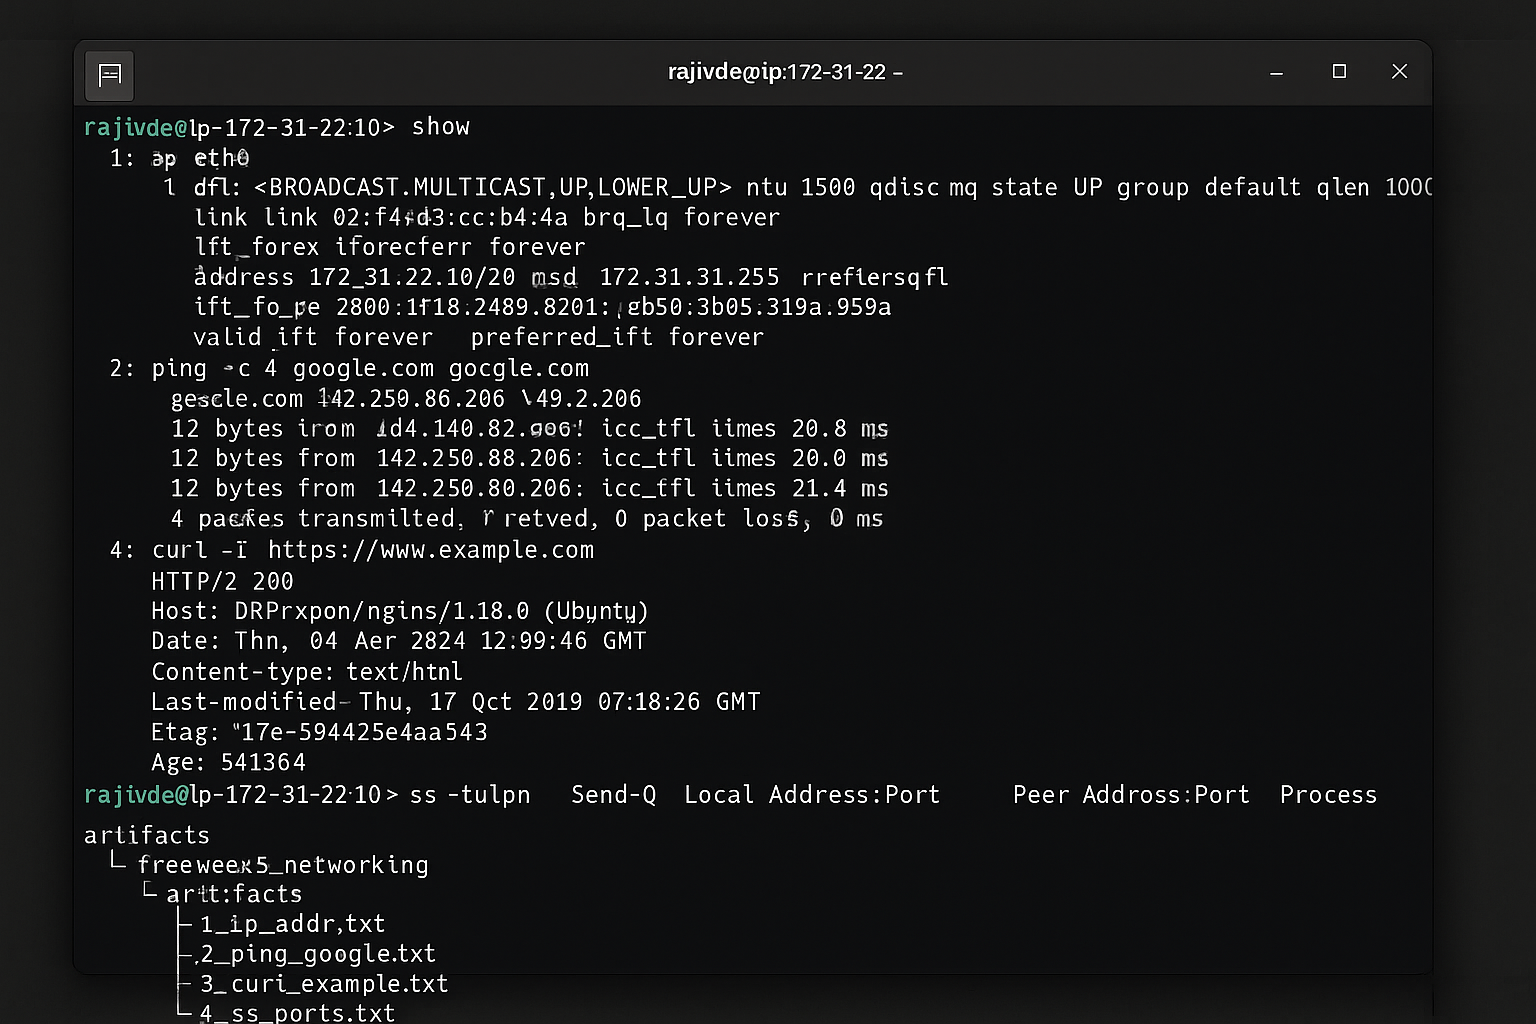 rajivde@ip:172-31-22 –
rajivde@lp-172-31-22:10> show
1: ap eth0
1 dfl: <BROADCAST.MULTICAST,UP,LOWER_UP> ntu 1500 qdisc mq state UP group default qlen 1000
link link 02:f4:d3:cc:b4:4a brq_lq forever
lft_forex iforecferr forever
address 172_31.22.10/20 msd 172.31.31.255 rreflersqfl
ift_fo_pe 2800:1f18.2489.8201: gb50:3b05.319a.959a
valid ift forever preferred_ift forever
2: ping -c 4 google.com gocgle.com
gescle.com 142.250.86.206 \49.2.206
12 bytes irom 1d4.140.82. icc_tfl iimes 20.8 ms
12 bytes from 142.250.88.206: icc_tfl iimes 20.0 ms
12 bytes from 142.250.80.206: icc_tfl iimes 21.4 ms
4 packes transmilted, r retved, 0 packet loss, 0 ms
4: curl -I https://www.example.com
HTTP/2 200
Host: DRPrxpon/ngins/1.18.0 (Ubynty)
Date: Thn, 04 Aer 2824 12:99:46 GMT
Content-type: text/htnl
Last-modified- Thu, 17 Qct 2019 07:18:26 GMT
Etag: "17e-594425e4aa543
Age: 541364
rajivde@lp-172-31-22:10> ss -tulpn Send-Q Local Address:Port Peer Addross:Port Process
artifacts
└ freeweex5_networking
└ artt:facts
├ 1_ip_addr,txt
├ 2_ping_google.txt
├ 3_curi_example.txt
└ 4_ss_ports.txt